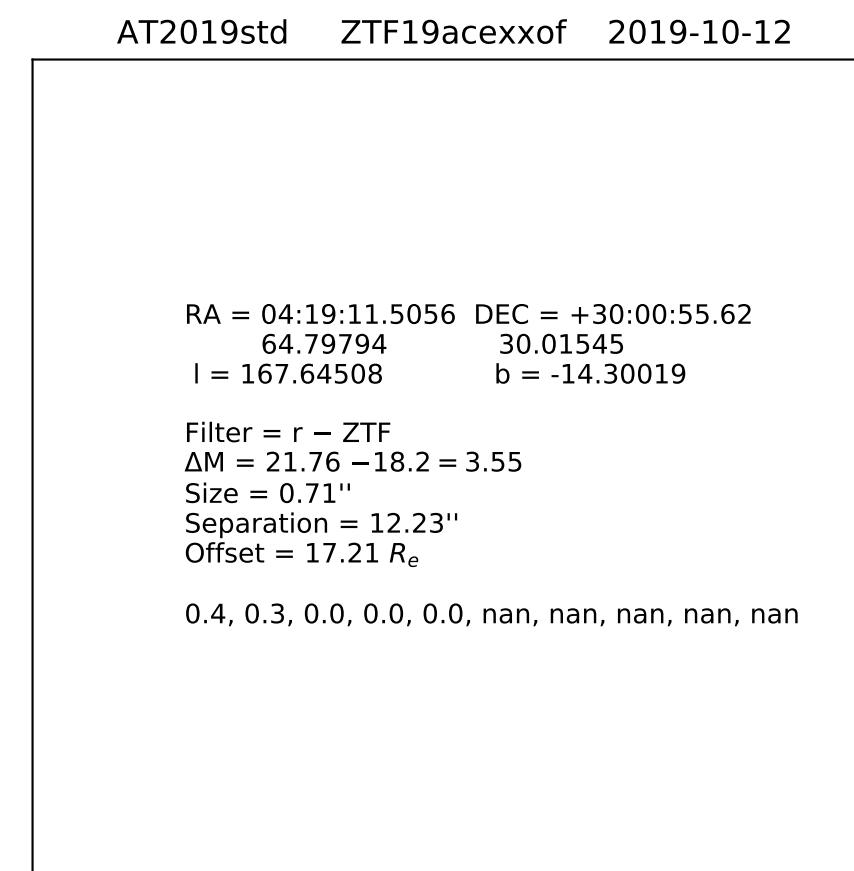 AT2019std ZTF19acexxof 2019-10-12
RA = 04:19:11.5056 DEC = +30:00:55.62
64.79794 30.01545
l = 167.64508 b = -14.30019
Filter = r − ZTF
ΔM = 21.76 −18.2 = 3.55
Size = 0.71''
Separation = 12.23''
Offset = 17.21 Re
0.4, 0.3, 0.0, 0.0, 0.0, nan, nan, nan, nan, nan